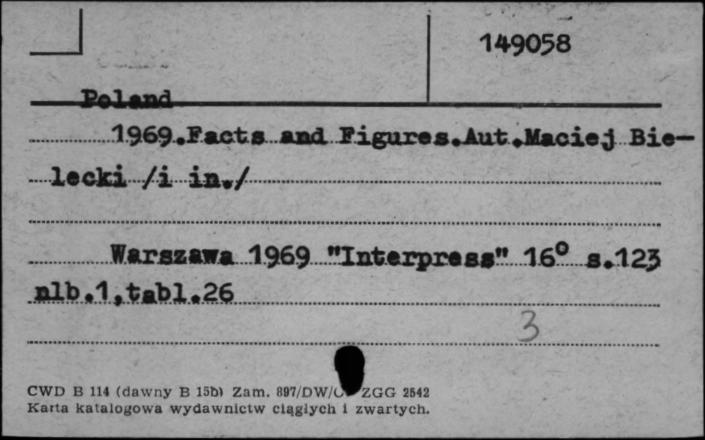 149058
Poland
1969.Facts and Figures.Aut.Maciej Bie-
lecki /i in./
Warszawa 1969 "Interpress" 16° s.123
nlb.1,tabl.26
3
CWD B 114 (dawny B 15b) Zam. 897/DW/ ZGG 2542
Karta katalogowa wydawnictw ciągłych i zwartych.